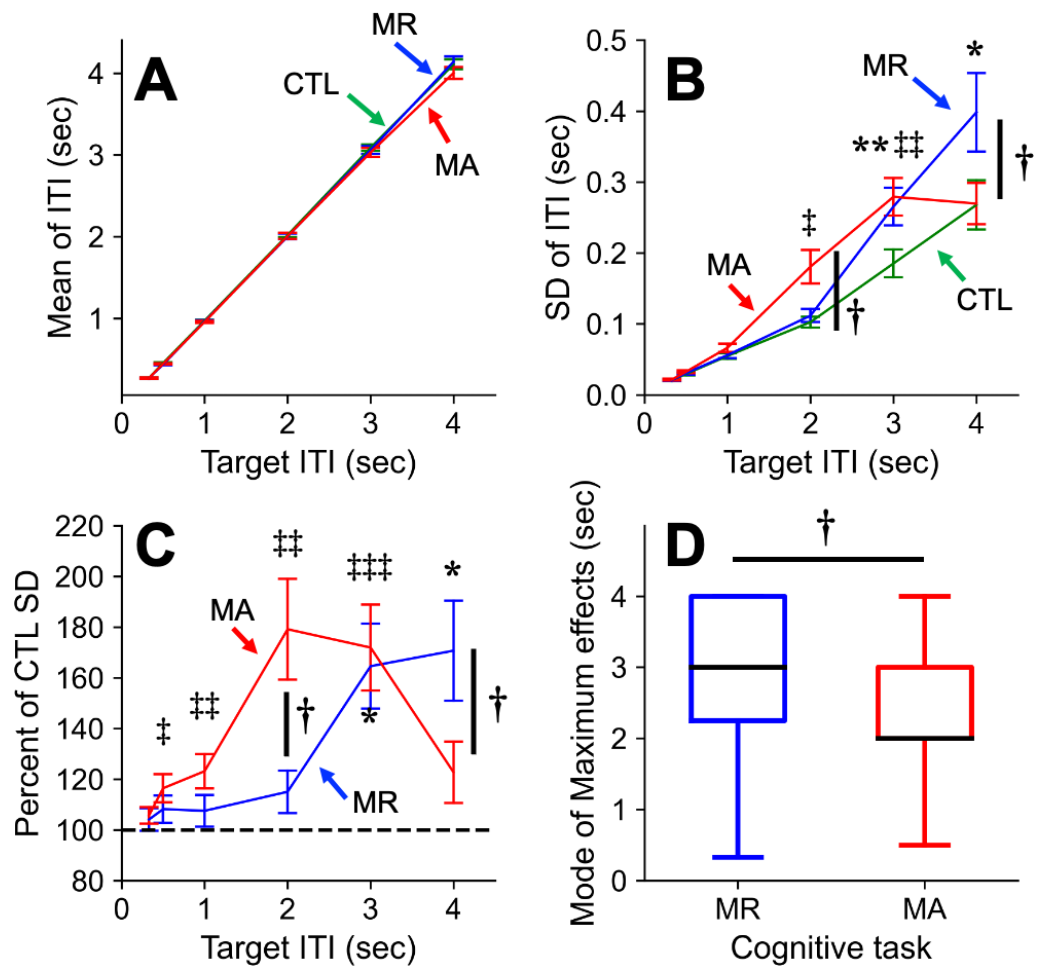 A
MR
CTL
MA
4
3
2
1
0 1 2 3 4
Mean of ITI (sec)
Target ITI (sec)
B
*
MR
**‡‡
†
‡
MA
†
CTL
0.5
0.4
0.3
0.2
0.1
0.0
0 1 2 3 4
SD of ITI (sec)
Target ITI (sec)
C
‡‡
‡‡‡
*
MA
‡‡
‡
†
*
†
MR
220
200
180
160
140
120
100
80
0 1 2 3 4
Percent of CTL SD
Target ITI (sec)
D
†
4
3
2
1
0
MR MA
Mode of Maximum effects (sec)
Cognitive task